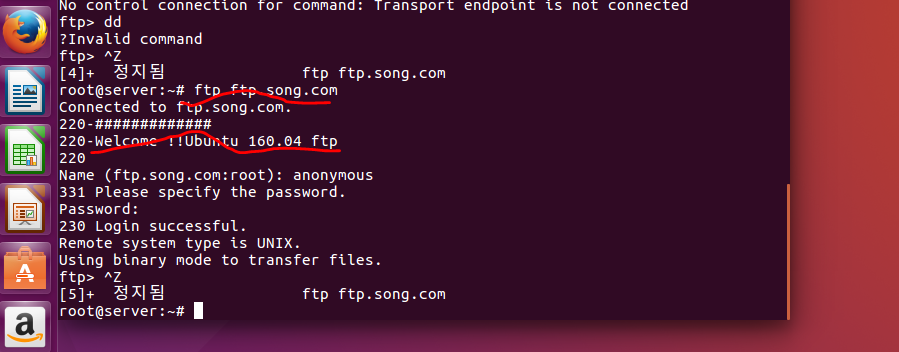 No control connection for command: Transport endpoint is not connected
ftp> dd
?Invalid command
ftp> ^Z
[4]+  정지됨               ftp ftp.song.com
root@server:~# ftp ftp.song.com
Connected to ftp.song.com.
220-#############
220-Welcome !!Ubuntu 160.04 ftp
220
Name (ftp.song.com:root): anonymous
331 Please specify the password.
Password:
230 Login successful.
Remote system type is UNIX.
Using binary mode to transfer files.
ftp> ^Z
[5]+  정지됨               ftp ftp.song.com
root@server:~#